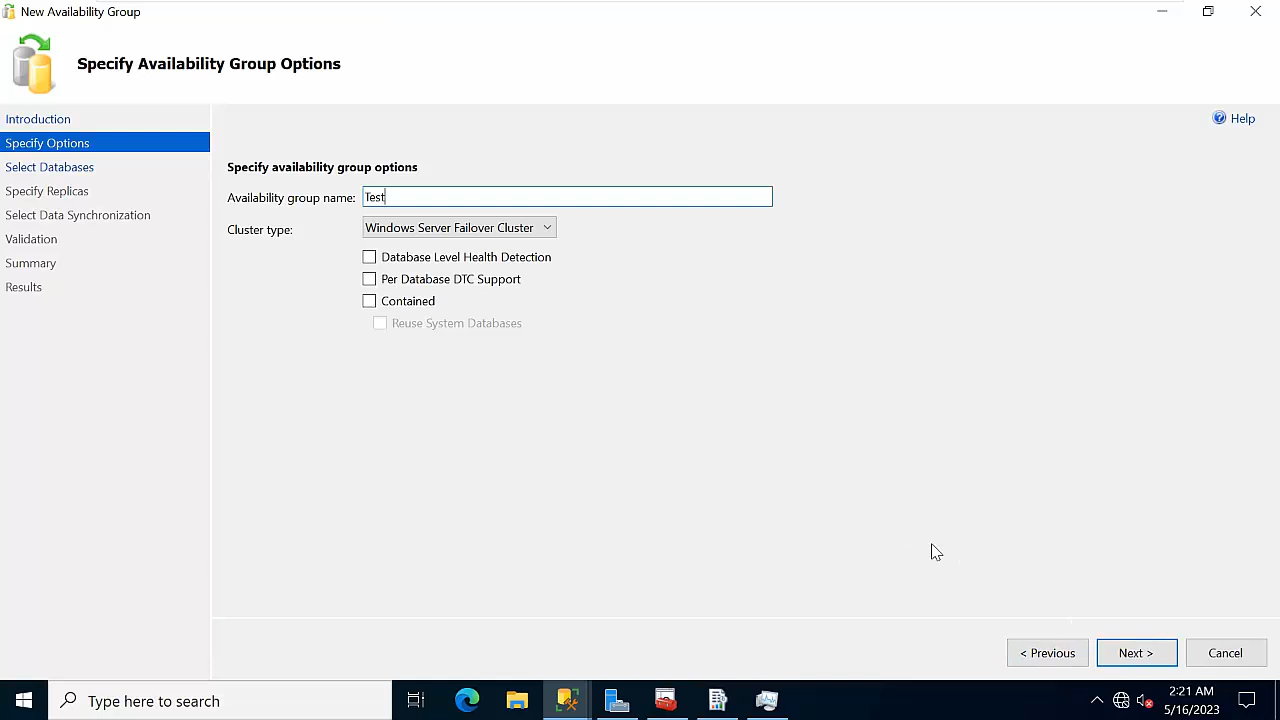 New Availability Group
Specify Availability Group Options
Introduction
Specify Options
Select Databases
Specify Replicas
Select Data Synchronization
Validation
Summary
Results
Help
Specify availability group options
Availability group name: Test
Cluster type: Windows Server Failover Cluster
Database Level Health Detection
Per Database DTC Support
Contained
Reuse System Databases
< Previous Next > Cancel
Type here to search
2:21 AM
5/16/2023